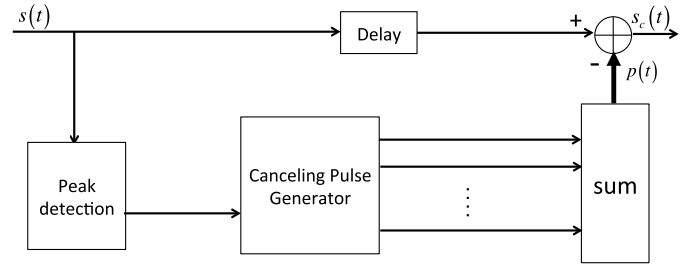 s(t)
Delay
+
s_c(t)
-
p(t)
Peak
detection
Canceling Pulse
Generator
sum